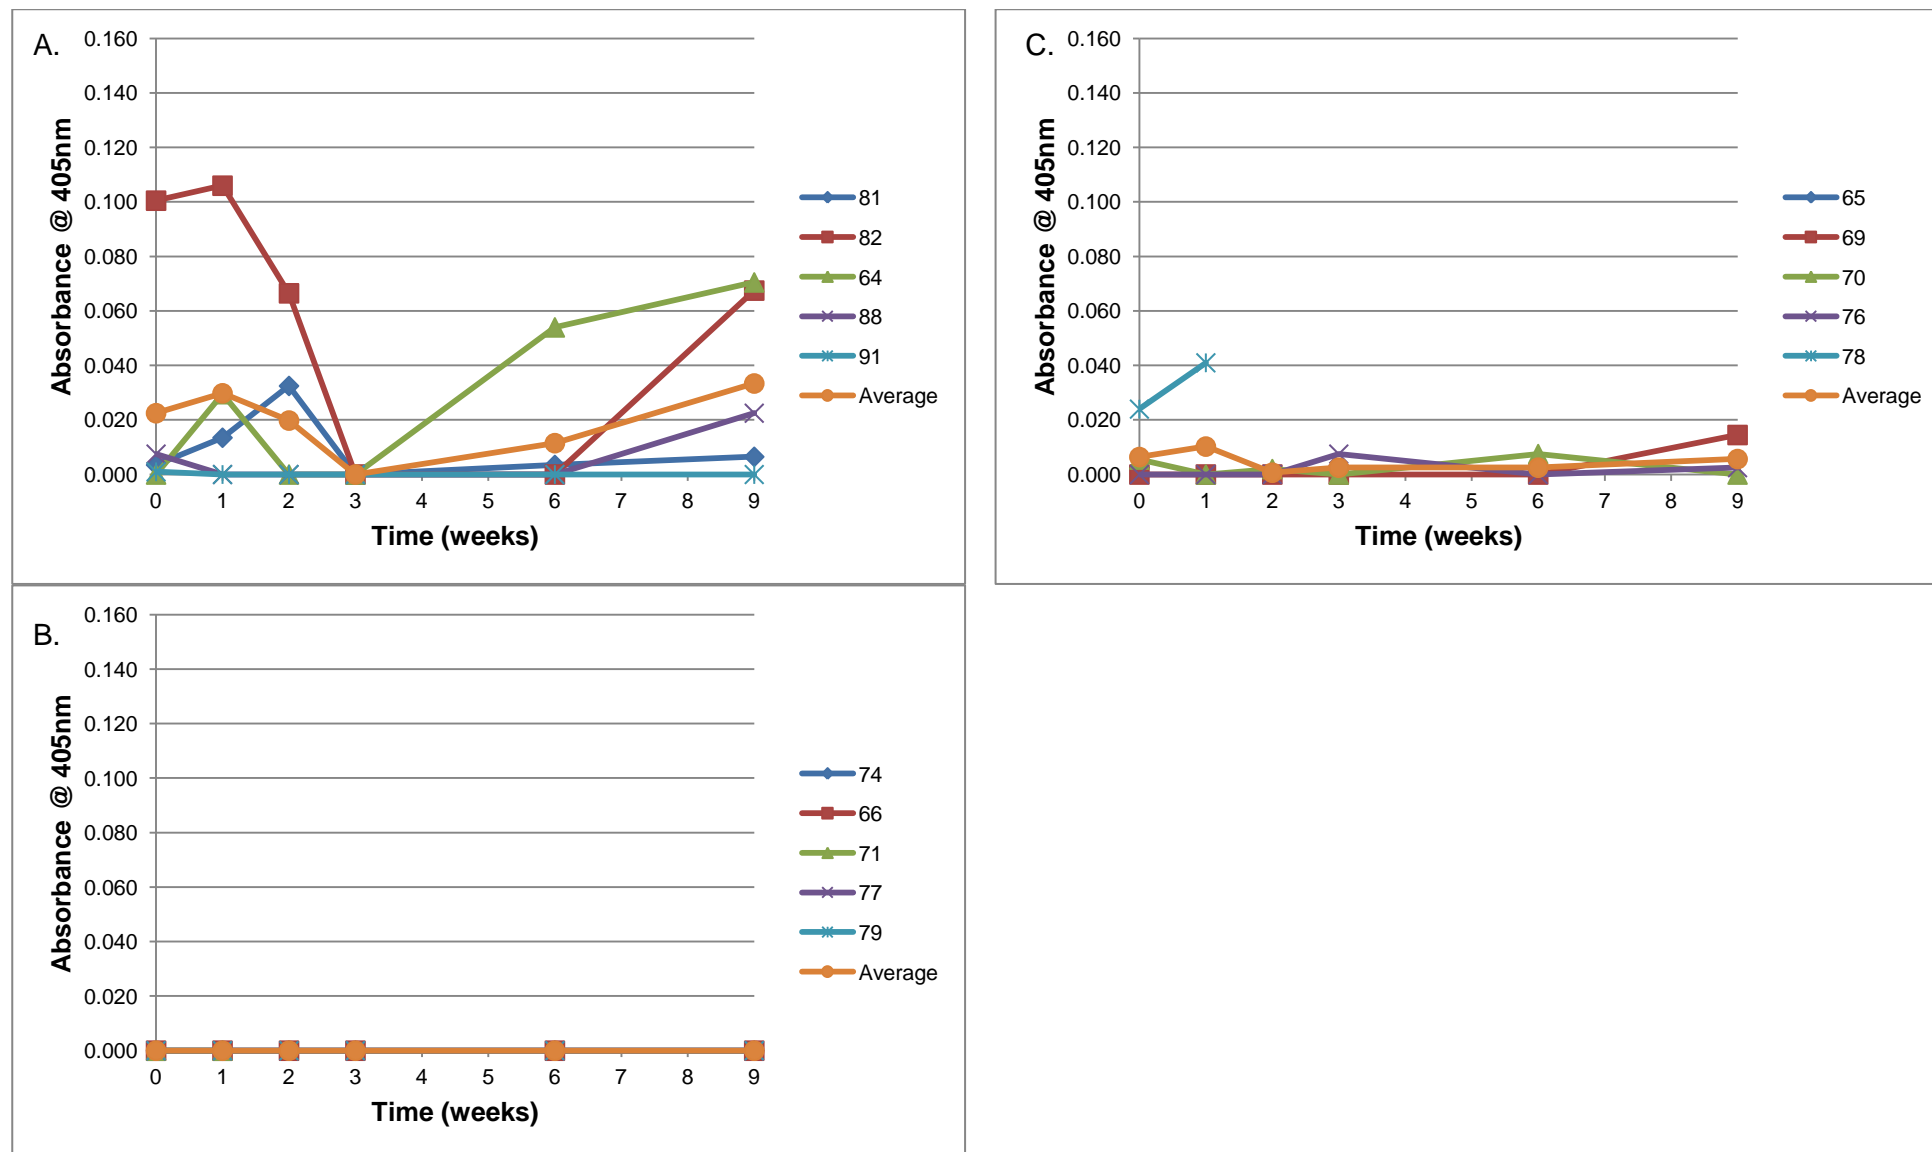 A.
0.160
0.140
0.120
0.100
0.080
0.060
0.040
0.020
0.000
Absorbance @ 405nm
0 1 2 3 4 5 6 7 8 9
Time (weeks)
81
82
64
88
91
Average
C.
0.160
0.140
0.120
0.100
0.080
0.060
0.040
0.020
0.000
Absorbance @ 405nm
0 1 2 3 4 5 6 7 8 9
Time (weeks)
65
69
70
76
78
Average
B.
0.160
0.140
0.120
0.100
0.080
0.060
0.040
0.020
0.000
Absorbance @ 405nm
0 1 2 3 4 5 6 7 8 9
Time (weeks)
74
66
71
77
79
Average